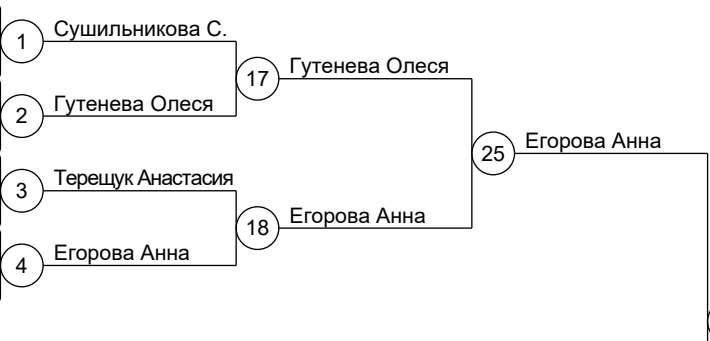 1 Сушильникова С.
17 Гутенева Олеся
2 Гутенева Олеся
25 Егорова Анна
3 Терещук Анастасия
18 Егорова Анна
4 Егорова Анна